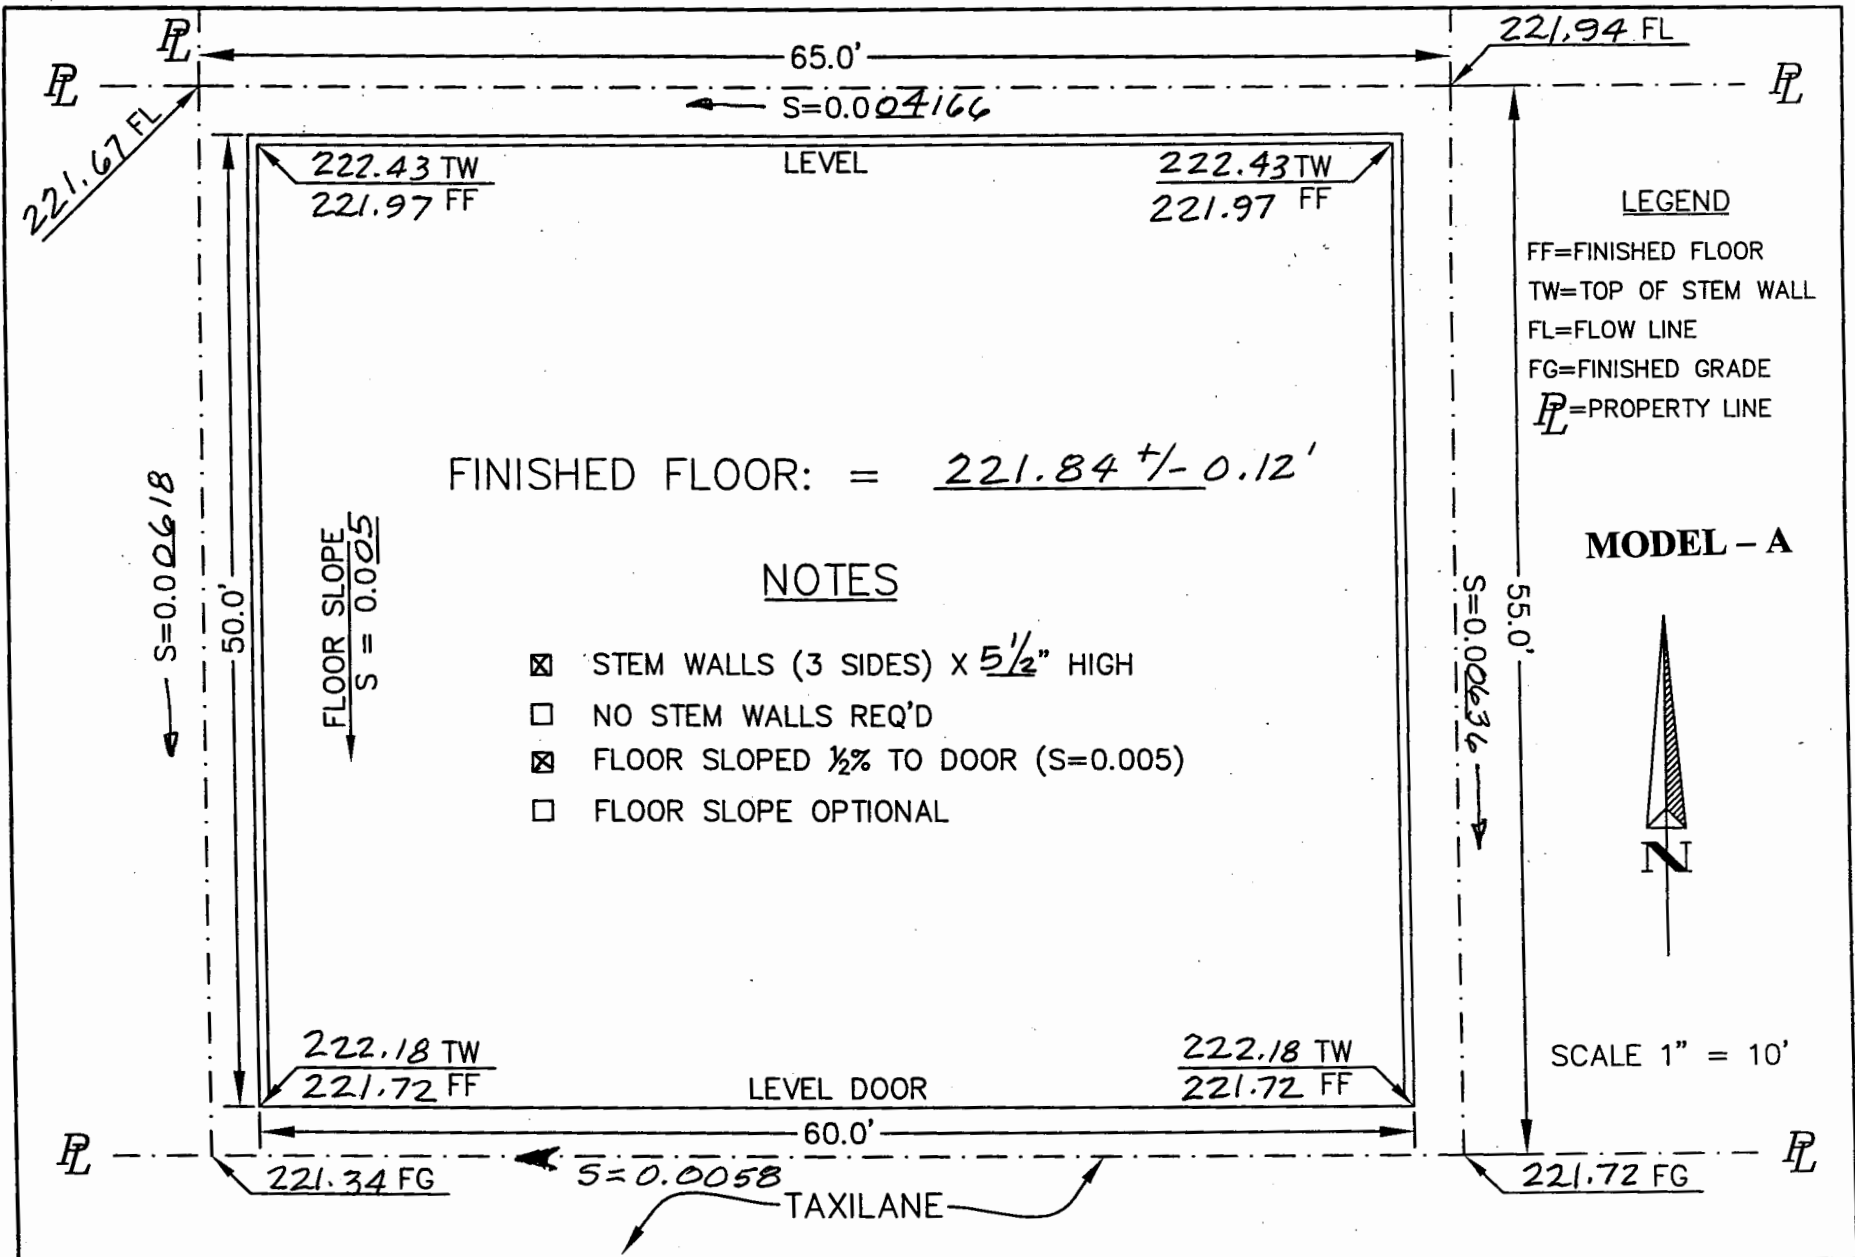 PL
65.0'
221.94 FL
PL
PL
S=0.004166
221.67 FL
222.43 TW
221.97 FF
LEVEL
222.43 TW
221.97 FF
LEGEND
FF=FINISHED FLOOR
TW=TOP OF STEM WALL
FL=FLOW LINE
FG=FINISHED GRADE
PL=PROPERTY LINE
FINISHED FLOOR: = 221.84 +/- 0.12'
S=0.00618
50.0'
FLOOR SLOPE
S = 0.005
NOTES
☒ STEM WALLS (3 SIDES) X 5 1/2" HIGH
☐ NO STEM WALLS REQ'D
☒ FLOOR SLOPED ½% TO DOOR (S=0.005)
☐ FLOOR SLOPE OPTIONAL
S=0.00636
55.0'
MODEL – A
N
SCALE 1" = 10'
222.18 TW
221.72 FF
LEVEL DOOR
222.18 TW
221.72 FF
60.0'
PL
PL
221.34 FG
S=0.0058
221.72 FG
TAXILANE